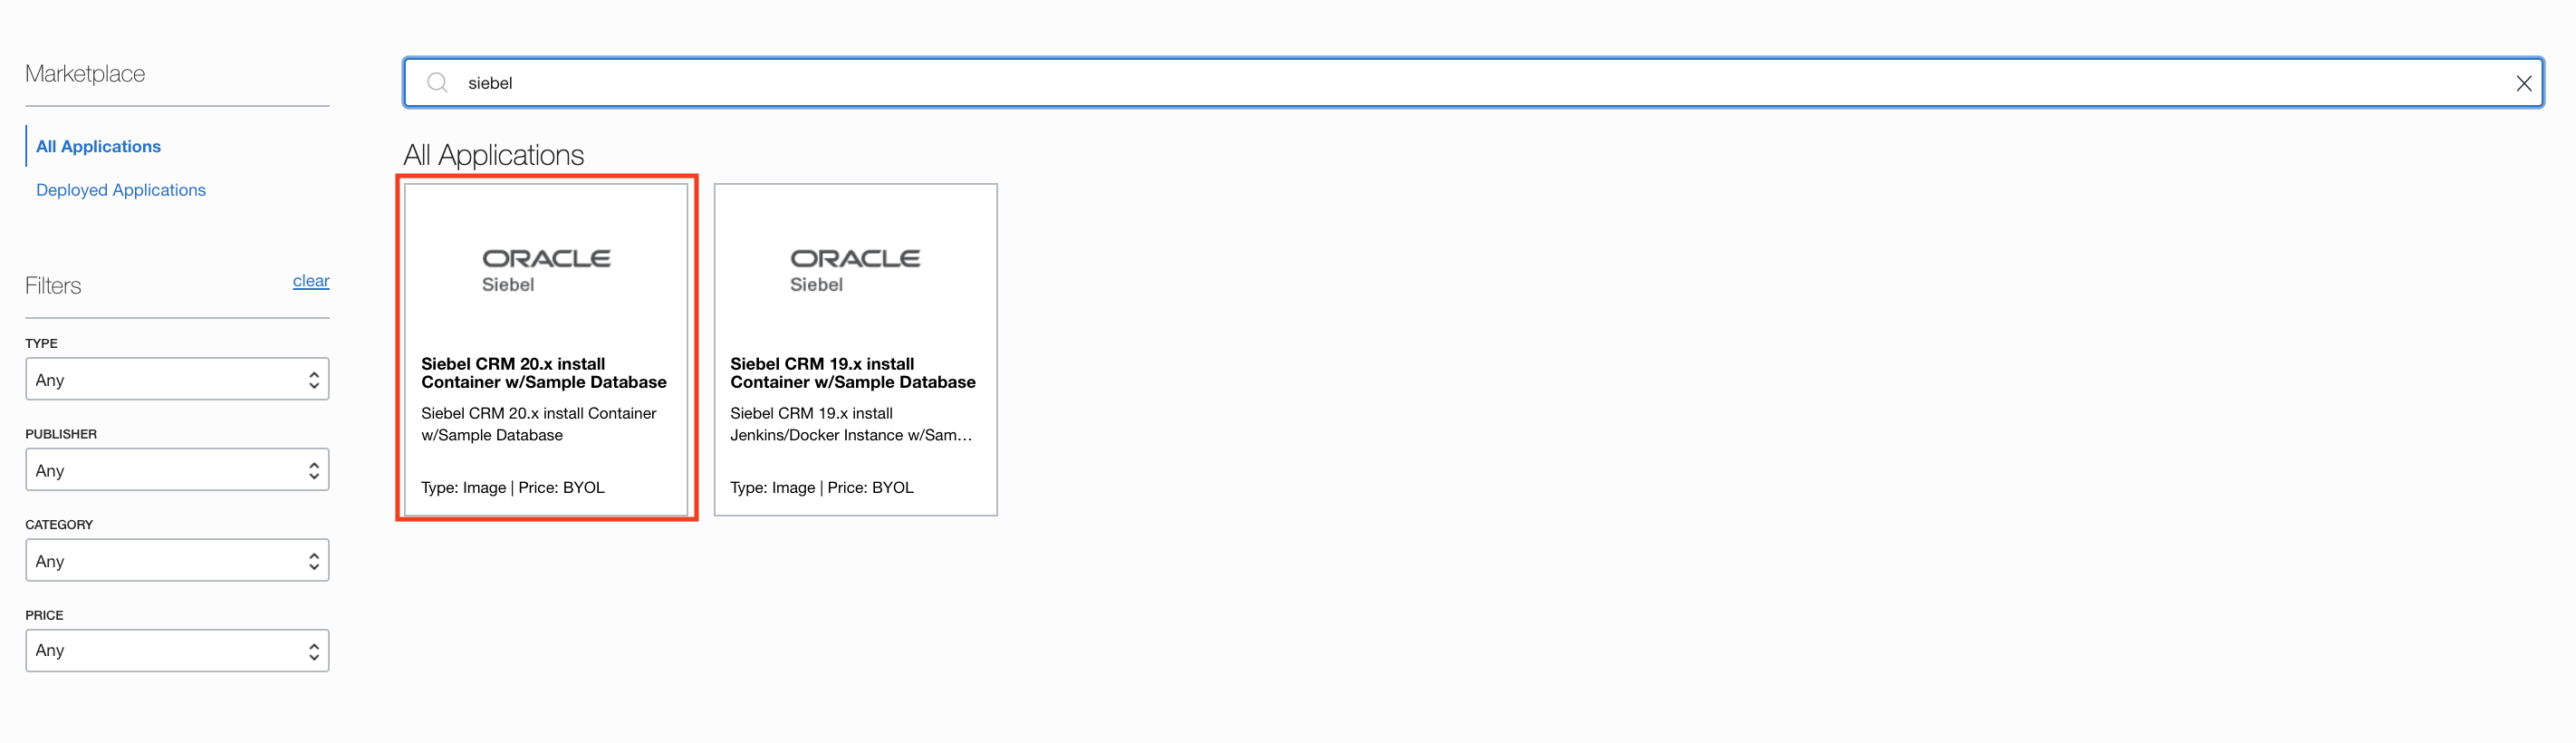 Marketplace
All Applications
Deployed Applications
Filters
clear
TYPE
Any
PUBLISHER
Any
CATEGORY
Any
PRICE
Any
siebel
All Applications
ORACLE
Siebel
Siebel CRM 20.x install
Container w/Sample Database
Siebel CRM 20.x install Container
w/Sample Database
Type: Image | Price: BYOL
ORACLE
Siebel
Siebel CRM 19.x install
Container w/Sample Database
Siebel CRM 19.x install
Jenkins/Docker Instance w/Sam…
Type: Image | Price: BYOL